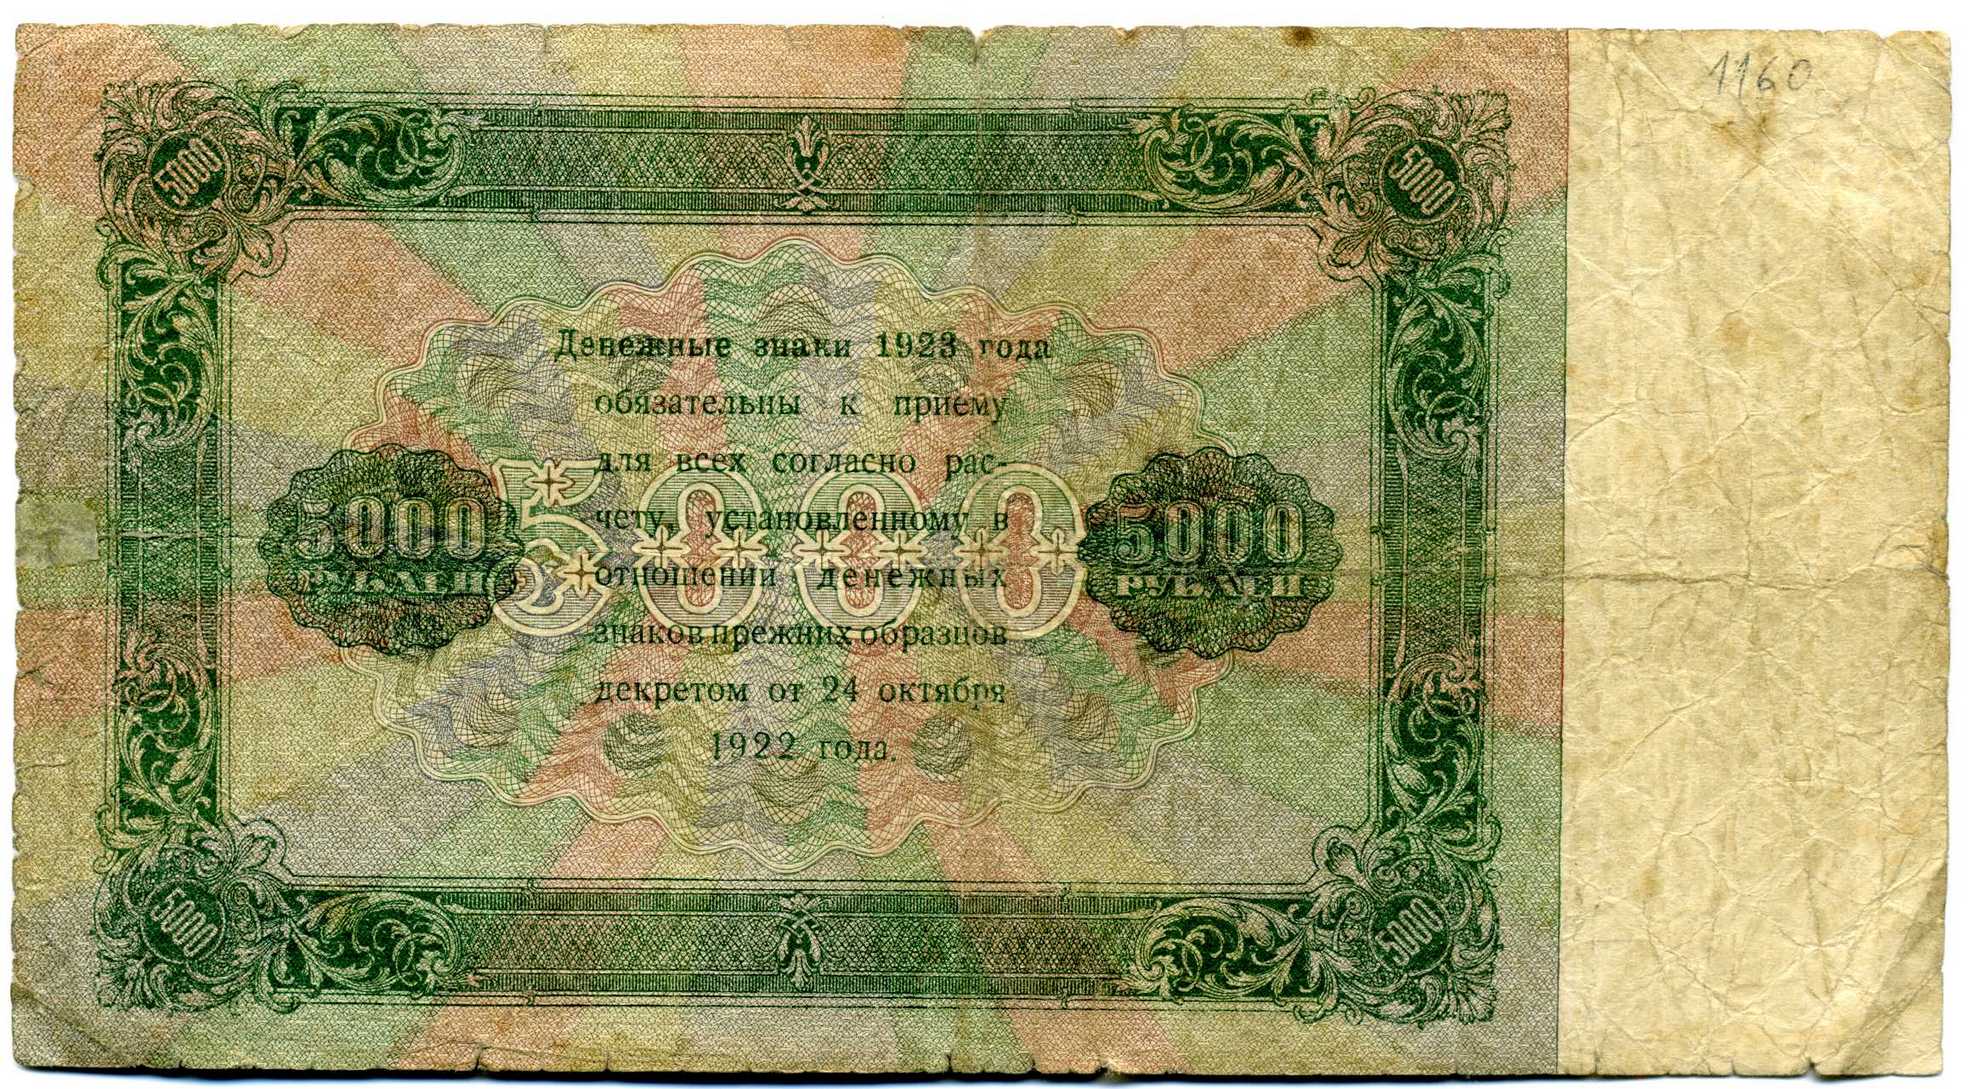 1160
5000
5000
Денежные знаки 1923 года
обязательны к приему
для всех согласно рас-
чету, установленному в
отношении денежных
знаков прежних образцов
декретом от 24 октября
1922 года.
5000
РУБЛЕЙ
5000
5000
РУБЛЕЙ
5000
5000